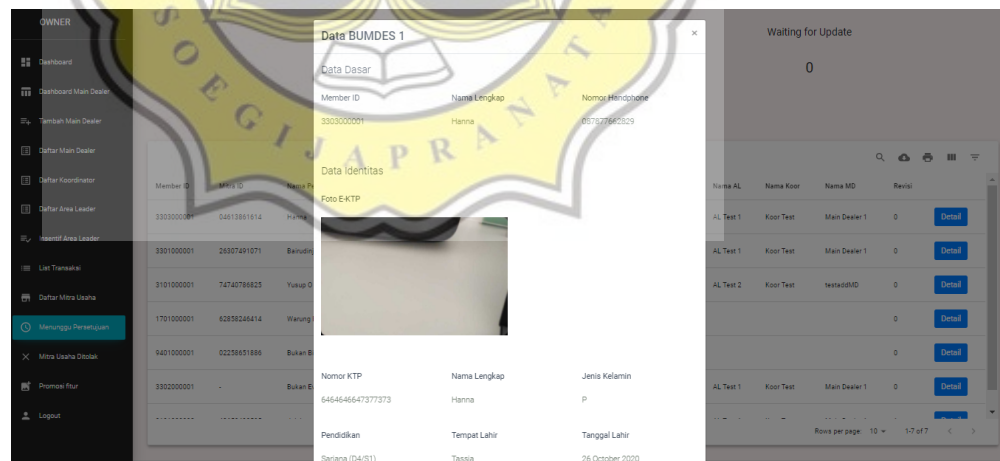 OWNER
Dashboard
Dashboard Main Dealer
Tambah Main Dealer
Daftar Main Dealer
Daftar Koordinator
Daftar Area Leader
Insentif Area Leader
List Transaksi
Daftar Mitra Usaha
Menunggu Persetujuan
Mitra Usaha Ditolak
Promosi fitur
Logout
Data BUMDES 1
×
Data Dasar
Member ID Nama Lengkap Nomor Handphone
3303000001 Hanna 087877662829
Data Identitas
Foto E-KTP
Nomor KTP Nama Lengkap Jenis Kelamin
6464646647377373 Hanna P
Pendidikan Tempat Lahir Tanggal Lahir
Sarjana (D4/S1) Tassia 26 October 2020
Waiting for Update
0
Member ID Mitra ID Nama Nama AL Nama Koor Nama MD Revisi
3303000001 04613861614 Hanna AL Test 1 Koor Test Main Dealer 1 0 Detail
3301000001 26307491071 AL Test 1 Koor Test Main Dealer 1 0 Detail
3101000001 74740786825 Yusup AL Test 2 Koor Test testaddMD 0 Detail
1701000001 62858246414 Warung 0 Detail
9401000001 02258651886 Bukan 0 Detail
3302000001 - Bukan AL Test 1 Koor Test Main Dealer 1 0 Detail
Rows per page: 10 1-7 of 7
SOEGIJAPRANATA